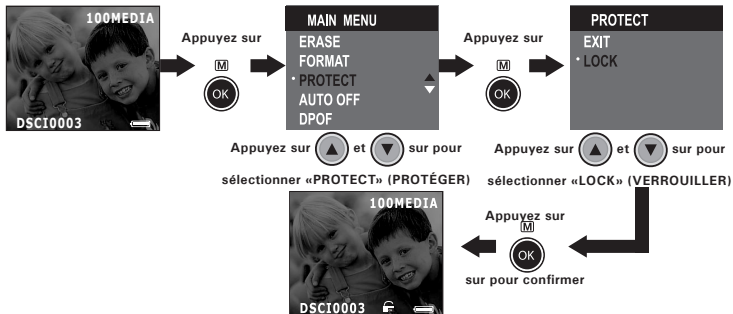 100MEDIA
DSCI0003
Appuyez sur
M
OK
MAIN MENU
ERASE
FORMAT
• PROTECT
AUTO OFF
DPOF
Appuyez sur et sur pour
sélectionner «PROTECT» (PROTÉGER)
Appuyez sur
M
OK
PROTECT
EXIT
• LOCK
Appuyez sur et sur pour
sélectionner «LOCK» (VERROUILLER)
Appuyez sur
M
OK
sur pour confirmer
100MEDIA
DSCI0003